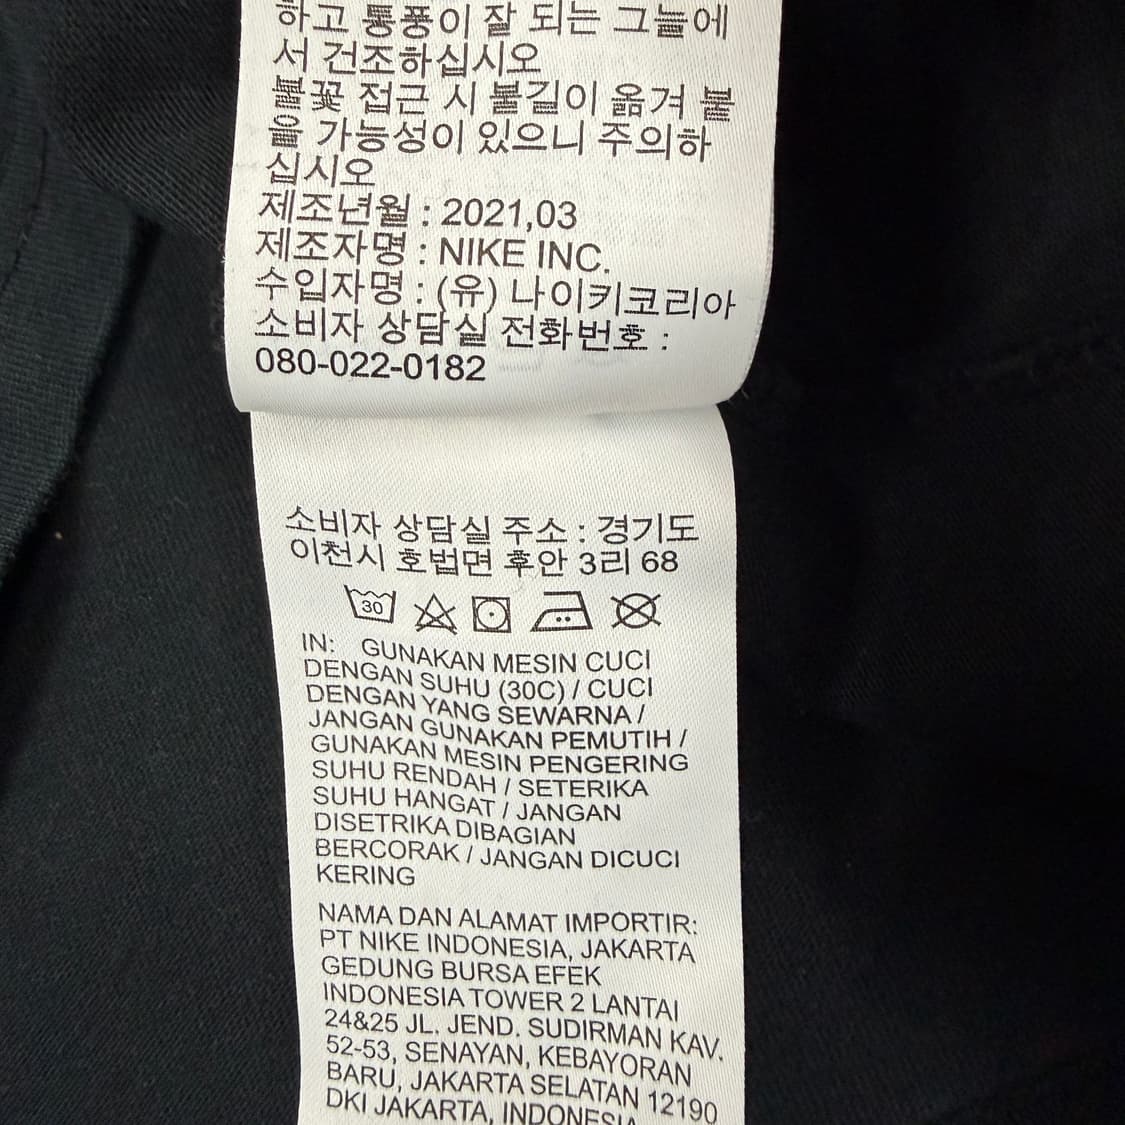 하고 통풍이 잘 되는 그늘에
서 건조하십시오
불꽃 접근 시 불길이 옮겨 붙
을 가능성이 있으니 주의하
십시오
제조년월 : 2021,03
제조자명 : NIKE INC.
수입자명 : (유) 나이키코리아
소비자 상담실 전화번호 :
080-022-0182
소비자 상담실 주소 : 경기도
이천시 호법면 후안 3리 68
30
IN: GUNAKAN MESIN CUCI
DENGAN SUHU (30C) / CUCI
DENGAN YANG SEWARNA /
JANGAN GUNAKAN PEMUTIH /
GUNAKAN MESIN PENGERING
SUHU RENDAH / SETERIKA
SUHU HANGAT / JANGAN
DISETRIKA DIBAGIAN
BERCORAK / JANGAN DICUCI
KERING
NAMA DAN ALAMAT IMPORTIR:
PT NIKE INDONESIA, JAKARTA
GEDUNG BURSA EFEK
INDONESIA TOWER 2 LANTAI
24&25 JL. JEND. SUDIRMAN KAV.
52-53, SENAYAN, KEBAYORAN
BARU, JAKARTA SELATAN 12190
DKI JAKARTA, INDONESIA